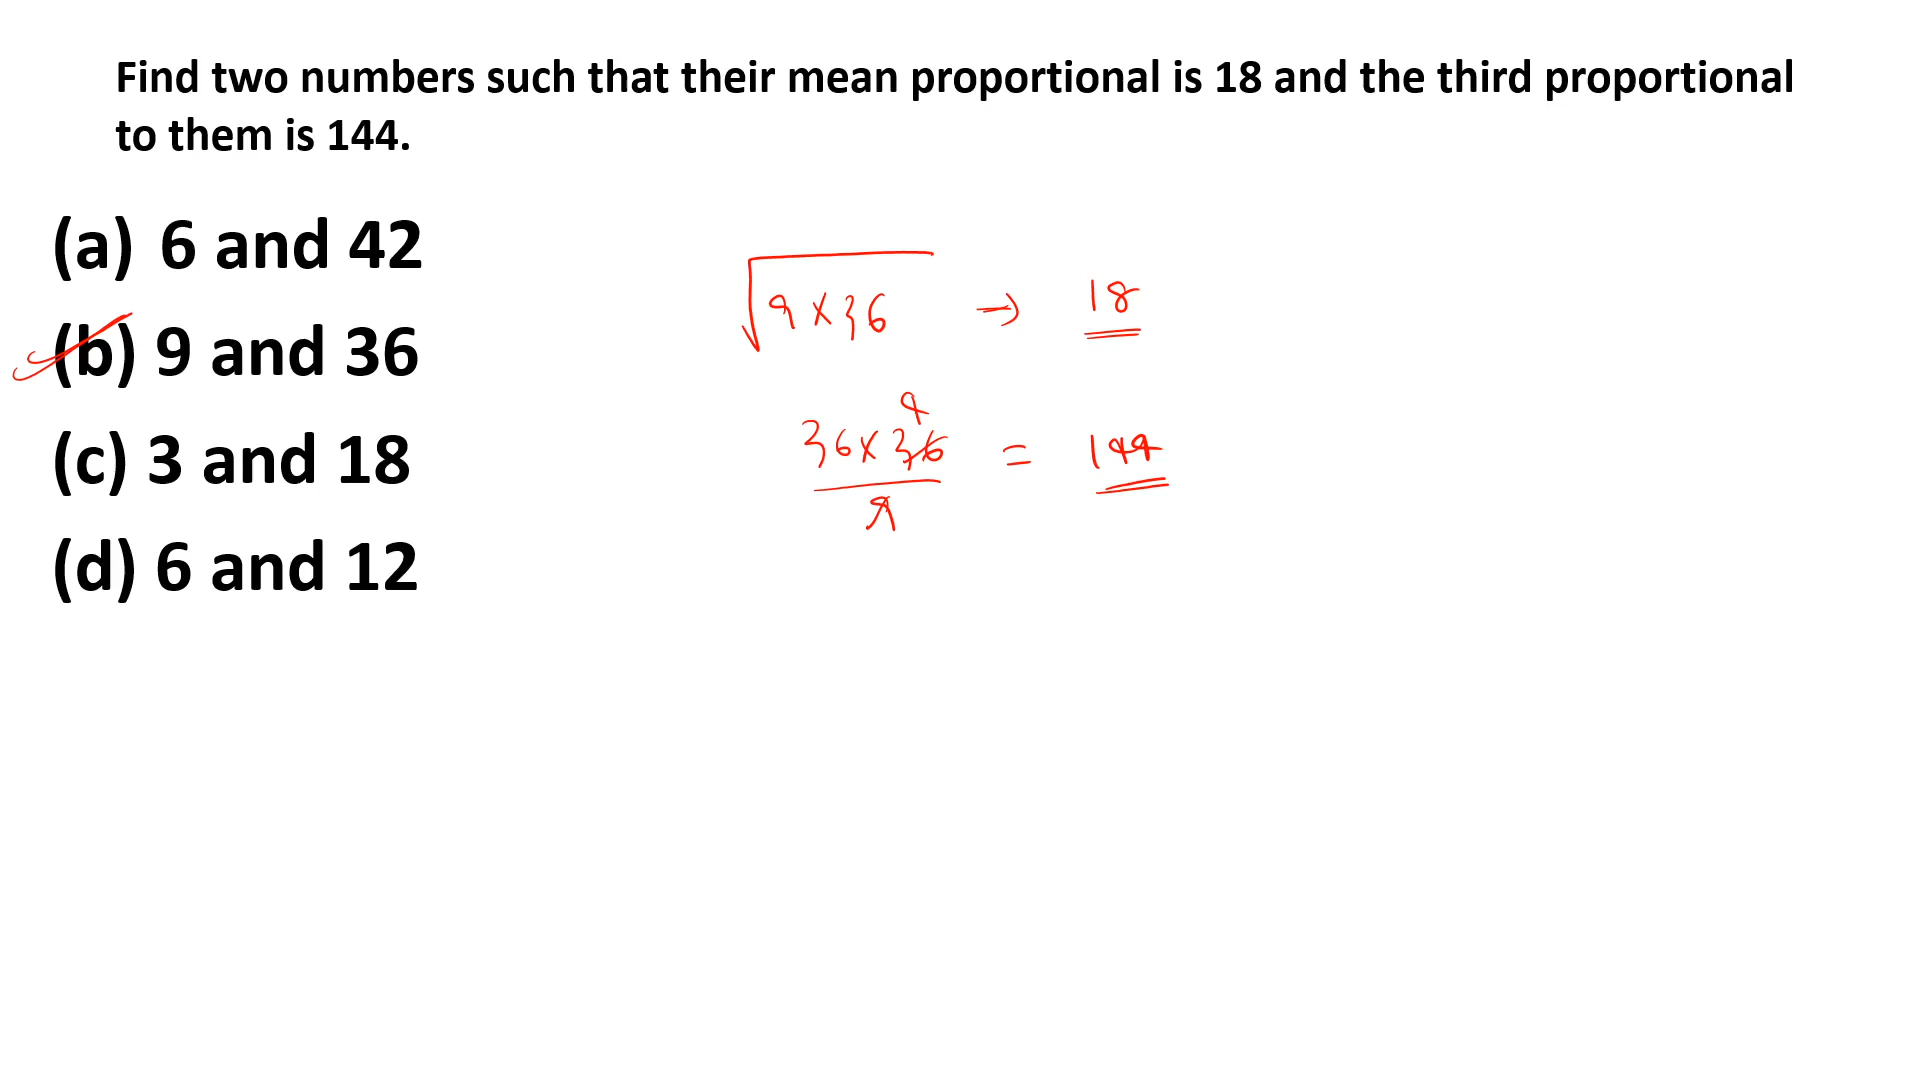 Find two numbers such that their mean proportional is 18 and the third proportional
to them is 144.
(a) 6 and 42
(b) 9 and 36
(c) 3 and 18
(d) 6 and 12
√9 × 36 → 18
4
36 × 36 = 144
9